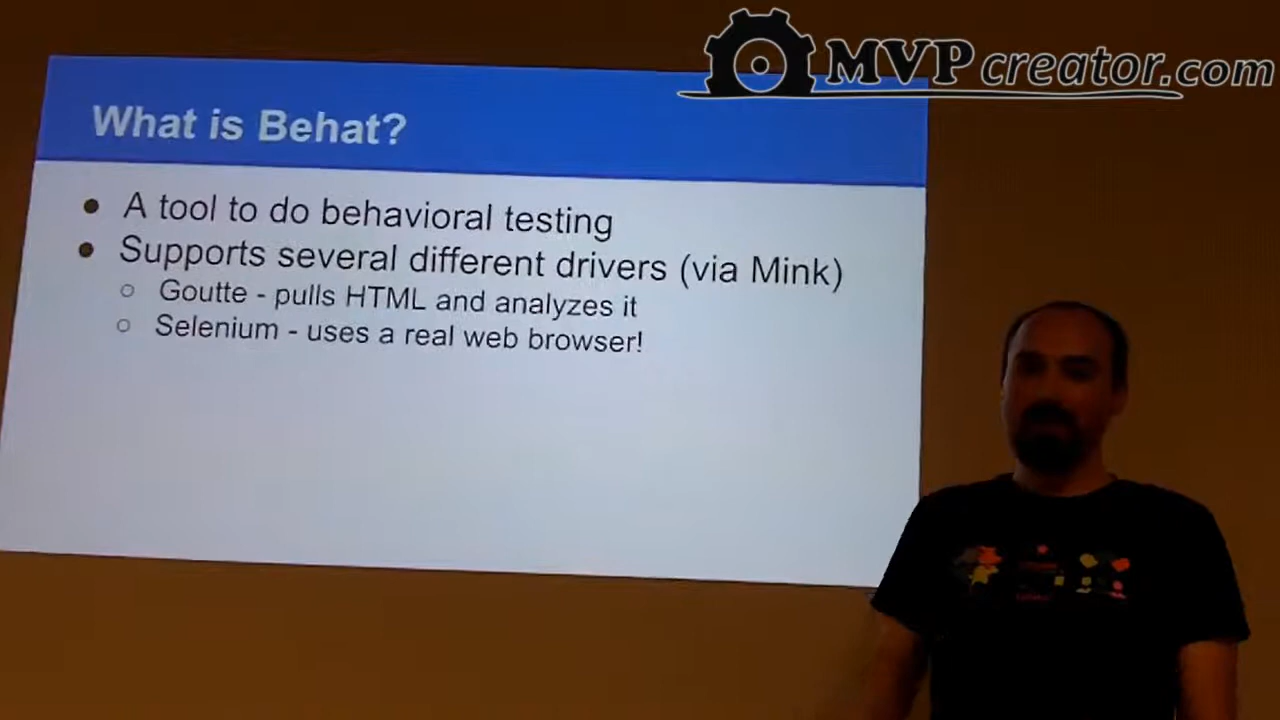 MVPcreator.com
What is Behat?
● A tool to do behavioral testing
● Supports several different drivers (via Mink)
○ Goutte - pulls HTML and analyzes it
○ Selenium - uses a real web browser!